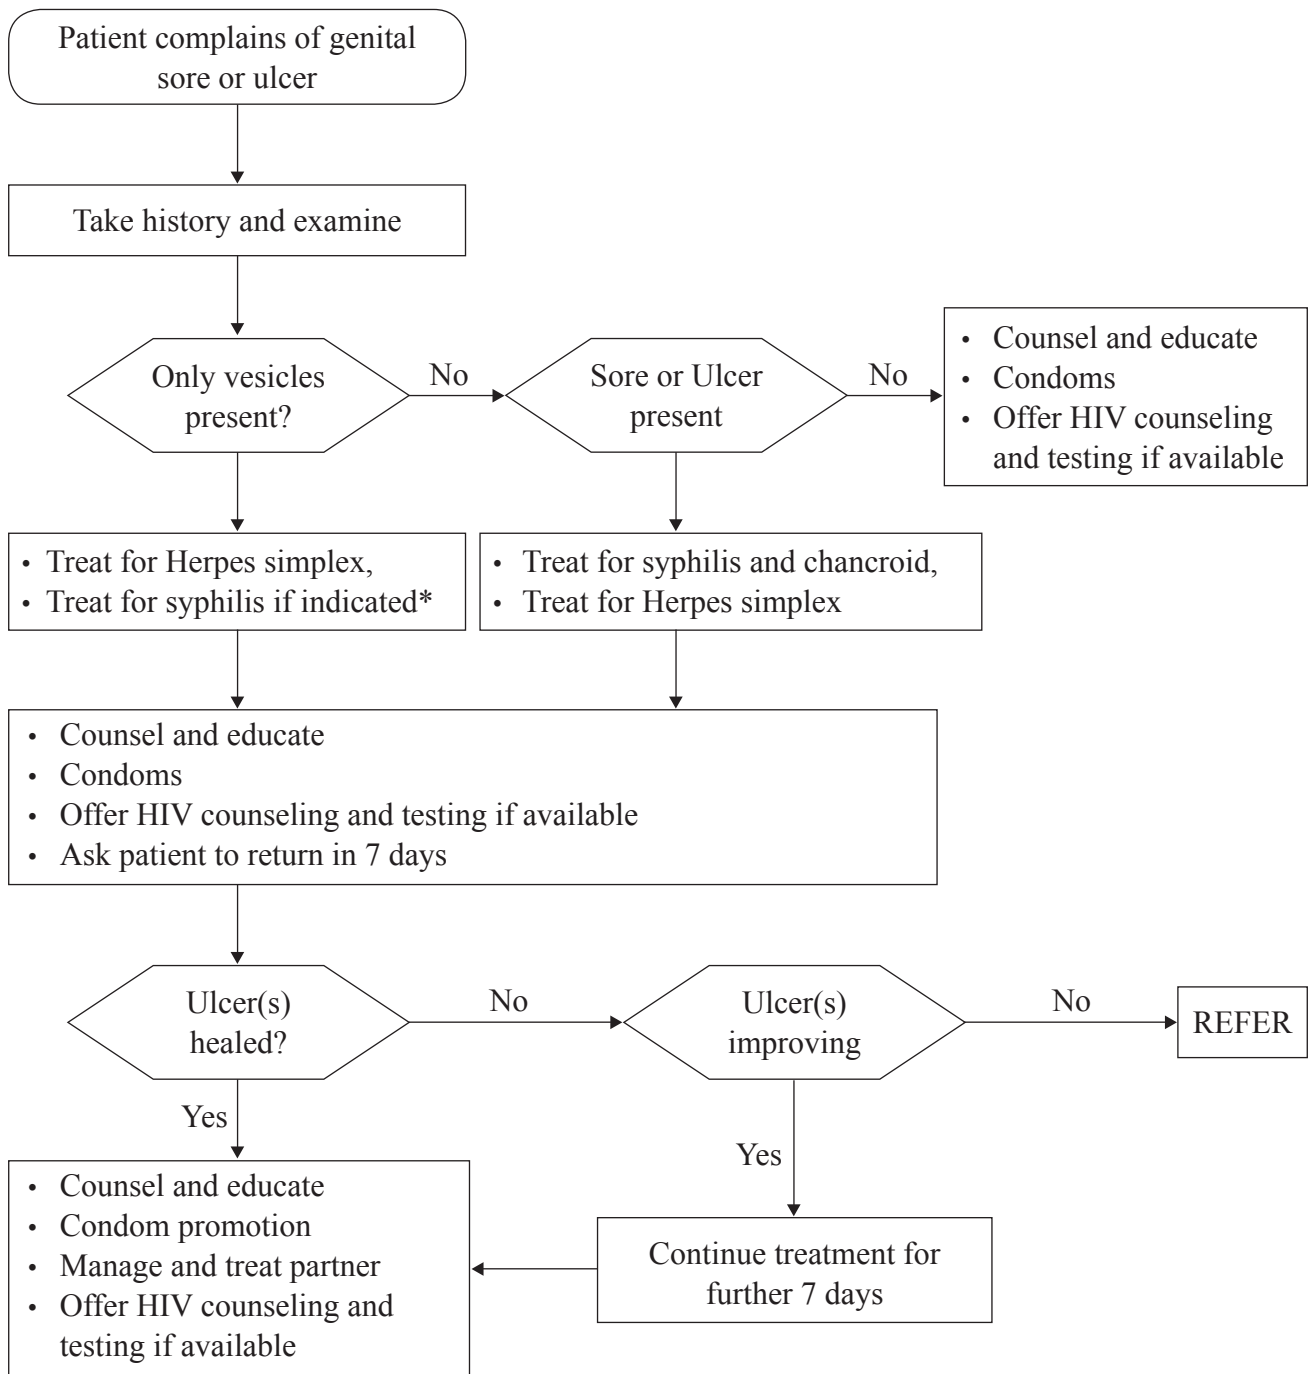 Patient complains of genital
sore or ulcer
Take history and examine
Only vesicles
present?
No
Sore or Ulcer
present
No
• Counsel and educate
• Condoms
• Offer HIV counseling
and testing if available
• Treat for Herpes simplex,
• Treat for syphilis if indicated*
• Treat for syphilis and chancroid,
• Treat for Herpes simplex
• Counsel and educate
• Condoms
• Offer HIV counseling and testing if available
• Ask patient to return in 7 days
Ulcer(s)
healed?
No
Ulcer(s)
improving
No
REFER
Yes
Yes
• Counsel and educate
• Condom promotion
• Manage and treat partner
• Offer HIV counseling and
testing if available
Continue treatment for
further 7 days